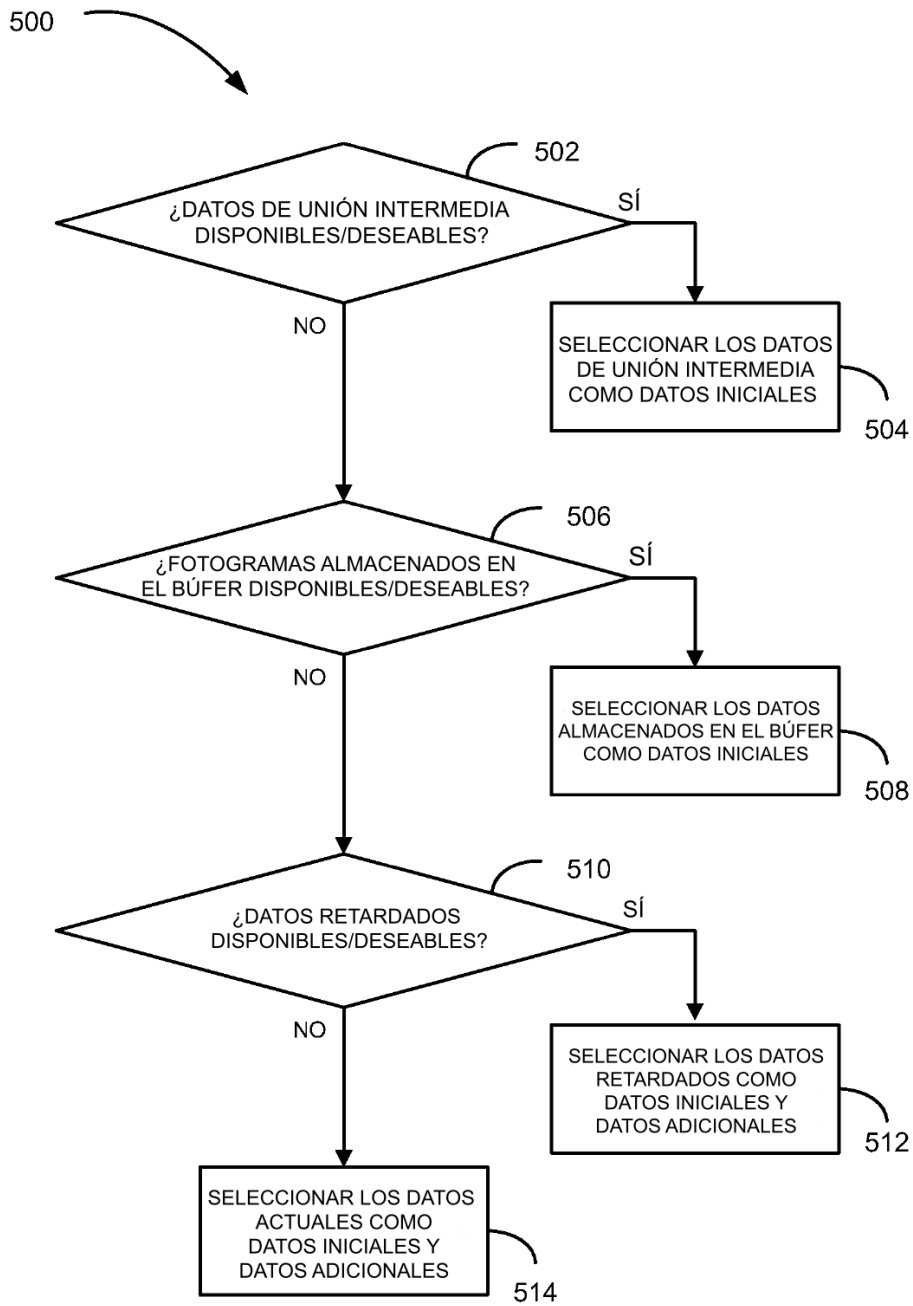 500
502
¿DATOS DE UNIÓN INTERMEDIA
DISPONIBLES/DESEABLES?
SÍ
NO
SELECCIONAR LOS DATOS
DE UNIÓN INTERMEDIA
COMO DATOS INICIALES
504
506
¿FOTOGRAMAS ALMACENADOS EN
EL BÚFER DISPONIBLES/DESEABLES?
SÍ
NO
SELECCIONAR LOS DATOS
ALMACENADOS EN EL BÚFER
COMO DATOS INICIALES
508
510
¿DATOS RETARDADOS
DISPONIBLES/DESEABLES?
SÍ
NO
SELECCIONAR LOS DATOS
RETARDADOS COMO
DATOS INICIALES Y
DATOS ADICIONALES
512
SELECCIONAR LOS DATOS
ACTUALES COMO
DATOS INICIALES Y
DATOS ADICIONALES
514